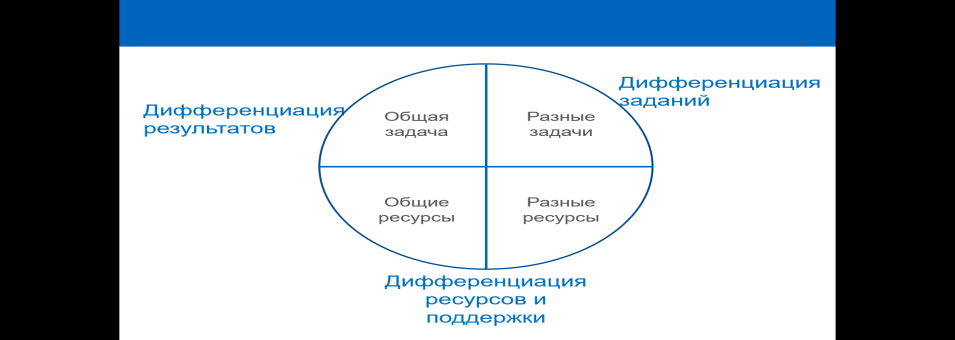 Дифференциация
результатов
Общая
задача
Разные
задачи
Дифференциация
заданий
Общие
ресурсы
Разные
ресурсы
Дифференциация
ресурсов и
поддержки